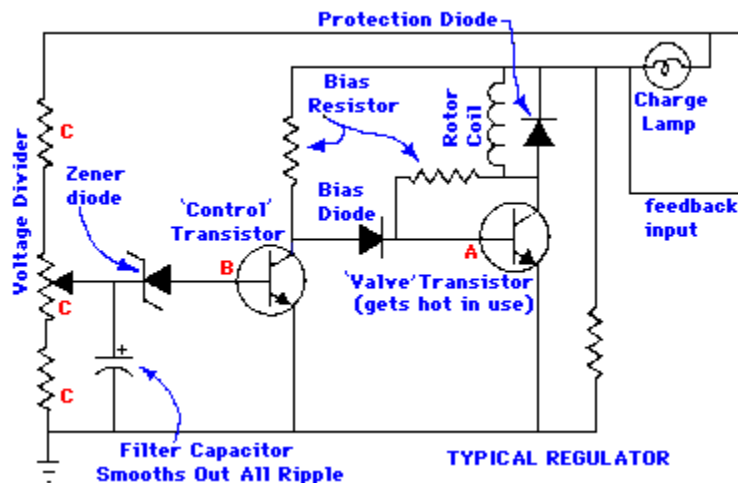 Protection Diode
Bias
Resistor
Rotor
Coil
Charge
Lamp
C
Voltage Divider
Zener
diode
'Control'
Transistor
Bias
Diode
feedback
input
B
A
'Valve' Transistor
(gets hot in use)
C
+
C
Filter Capacitor
Smooths Out All Ripple
TYPICAL REGULATOR